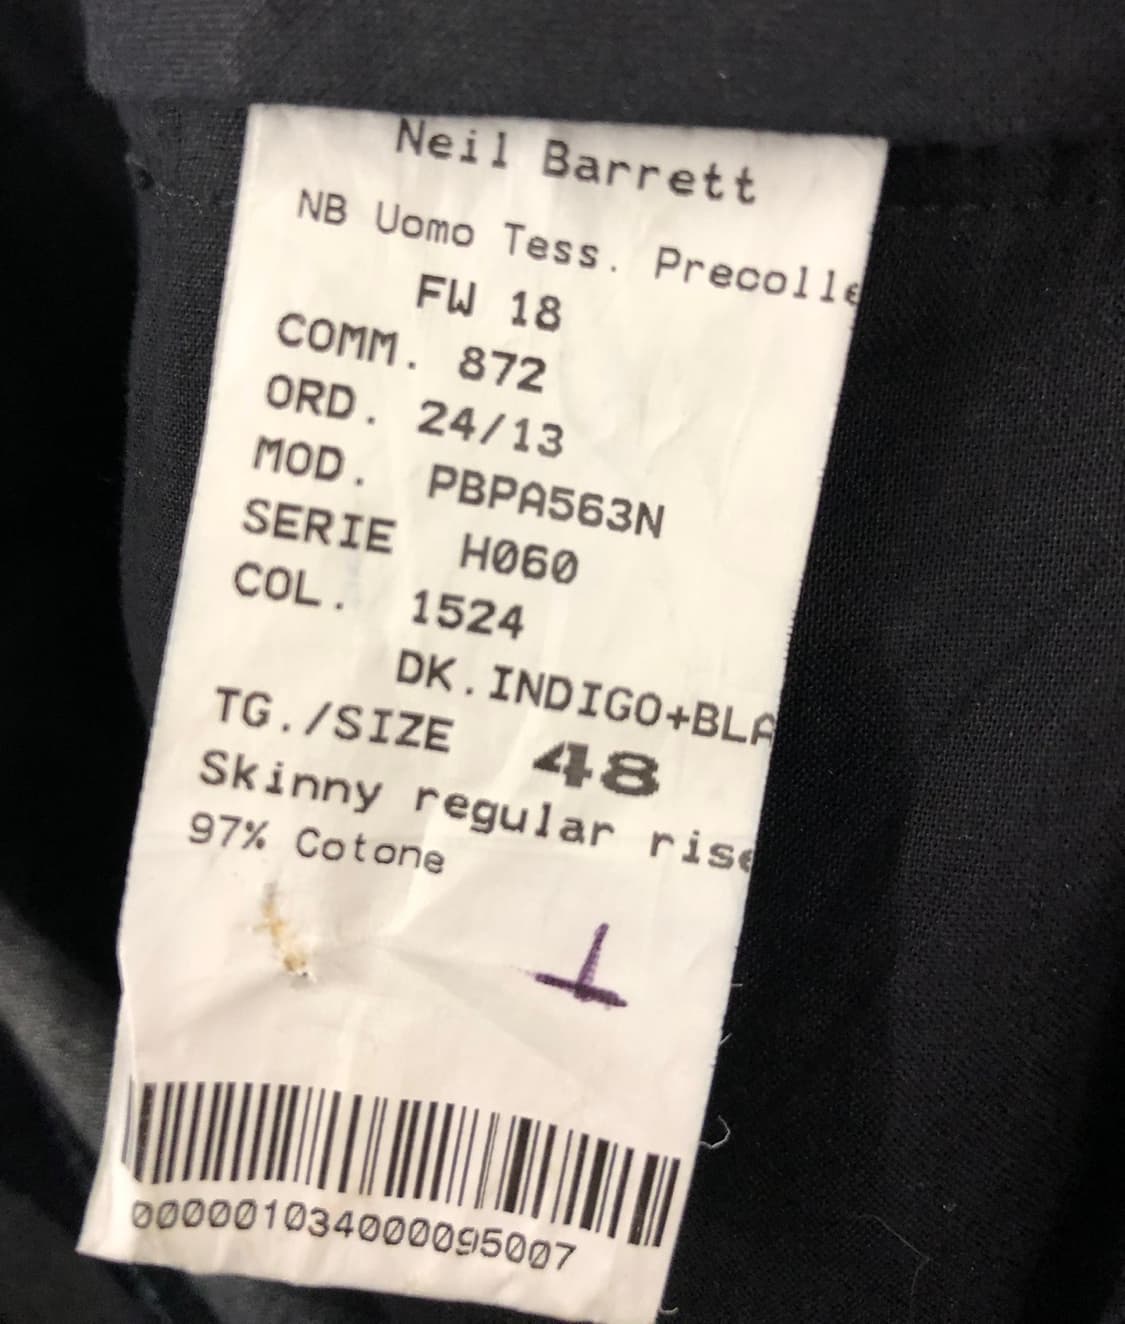 Neil Barrett
NB Uomo Tess. Precolle
FW 18
COMM. 872
ORD. 24/13
MOD. PBPA563N
SERIE H060
COL. 1524
DK.INDIGO+BLA
TG./SIZE 48
Skinny regular rise
97% Cotone
0000010340000095007